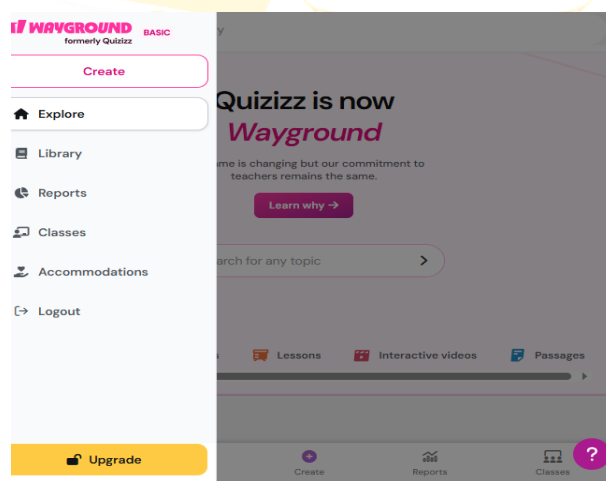 WAYGROUND
formerly Quizizz
BASIC
Create
Explore
Library
Reports
Classes
Accommodations
Logout
Upgrade
Quizizz is now
Wayground
me is changing but our commitment to
teachers remains the same.
Learn why →
arch for any topic
Lessons
Interactive videos
Passages
Create
Reports
Classes
?